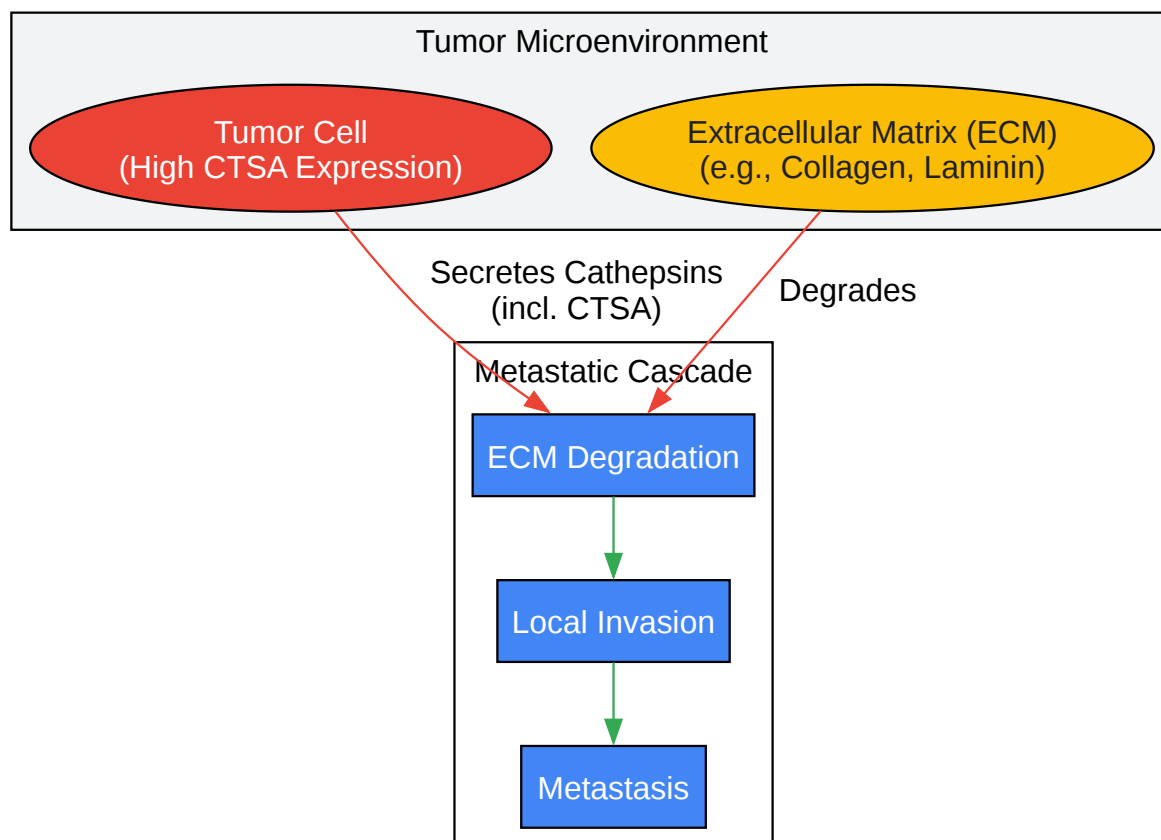 Tumor Microenvironment
Tumor Cell
(High CTSA Expression)
Extracellular Matrix (ECM)
(e.g., Collagen, Laminin)
Secretes Cathepsins
(incl. CTSA)
Degrades
Metastatic Cascade
ECM Degradation
Local Invasion
Metastasis